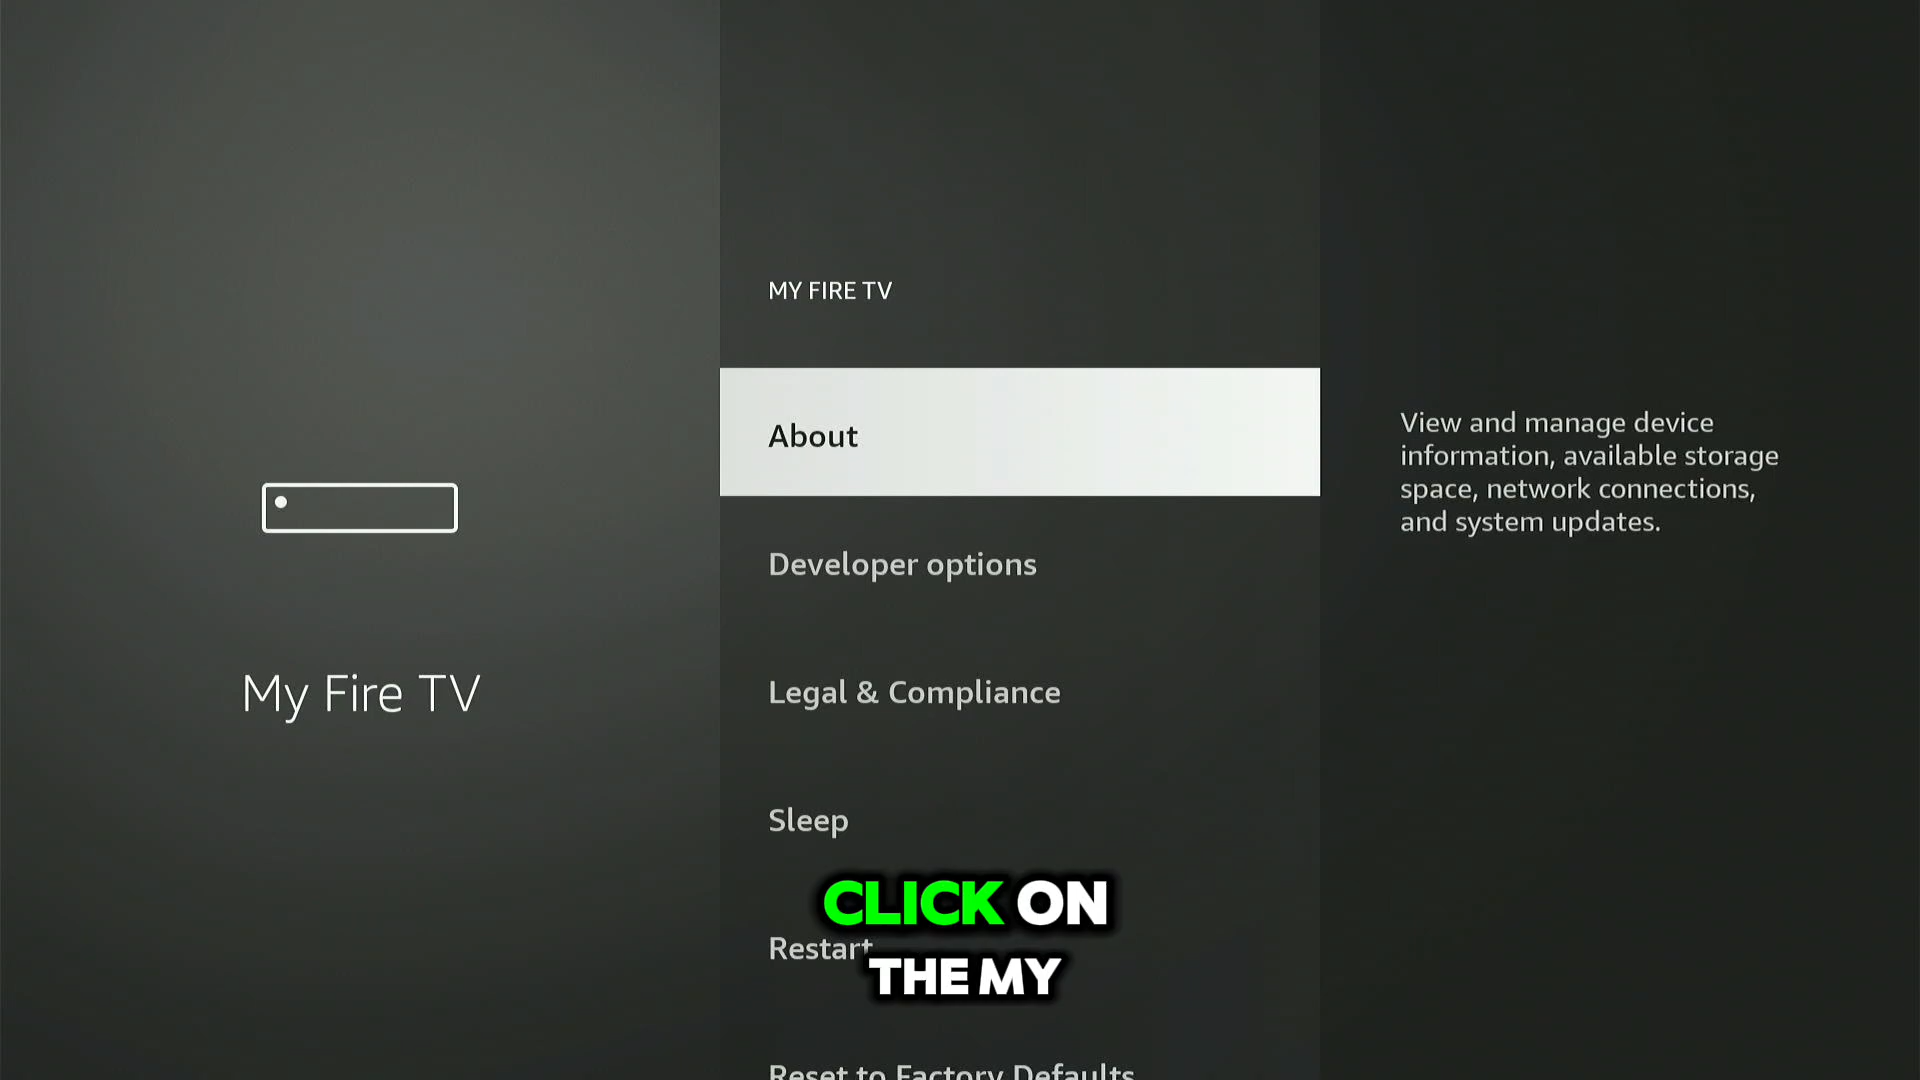 My Fire TV
MY FIRE TV
About
Developer options
Legal & Compliance
Sleep
Restart
Reset to Factory Defaults
View and manage device
information, available storage
space, network connections,
and system updates.
CLICK ON
THE MY